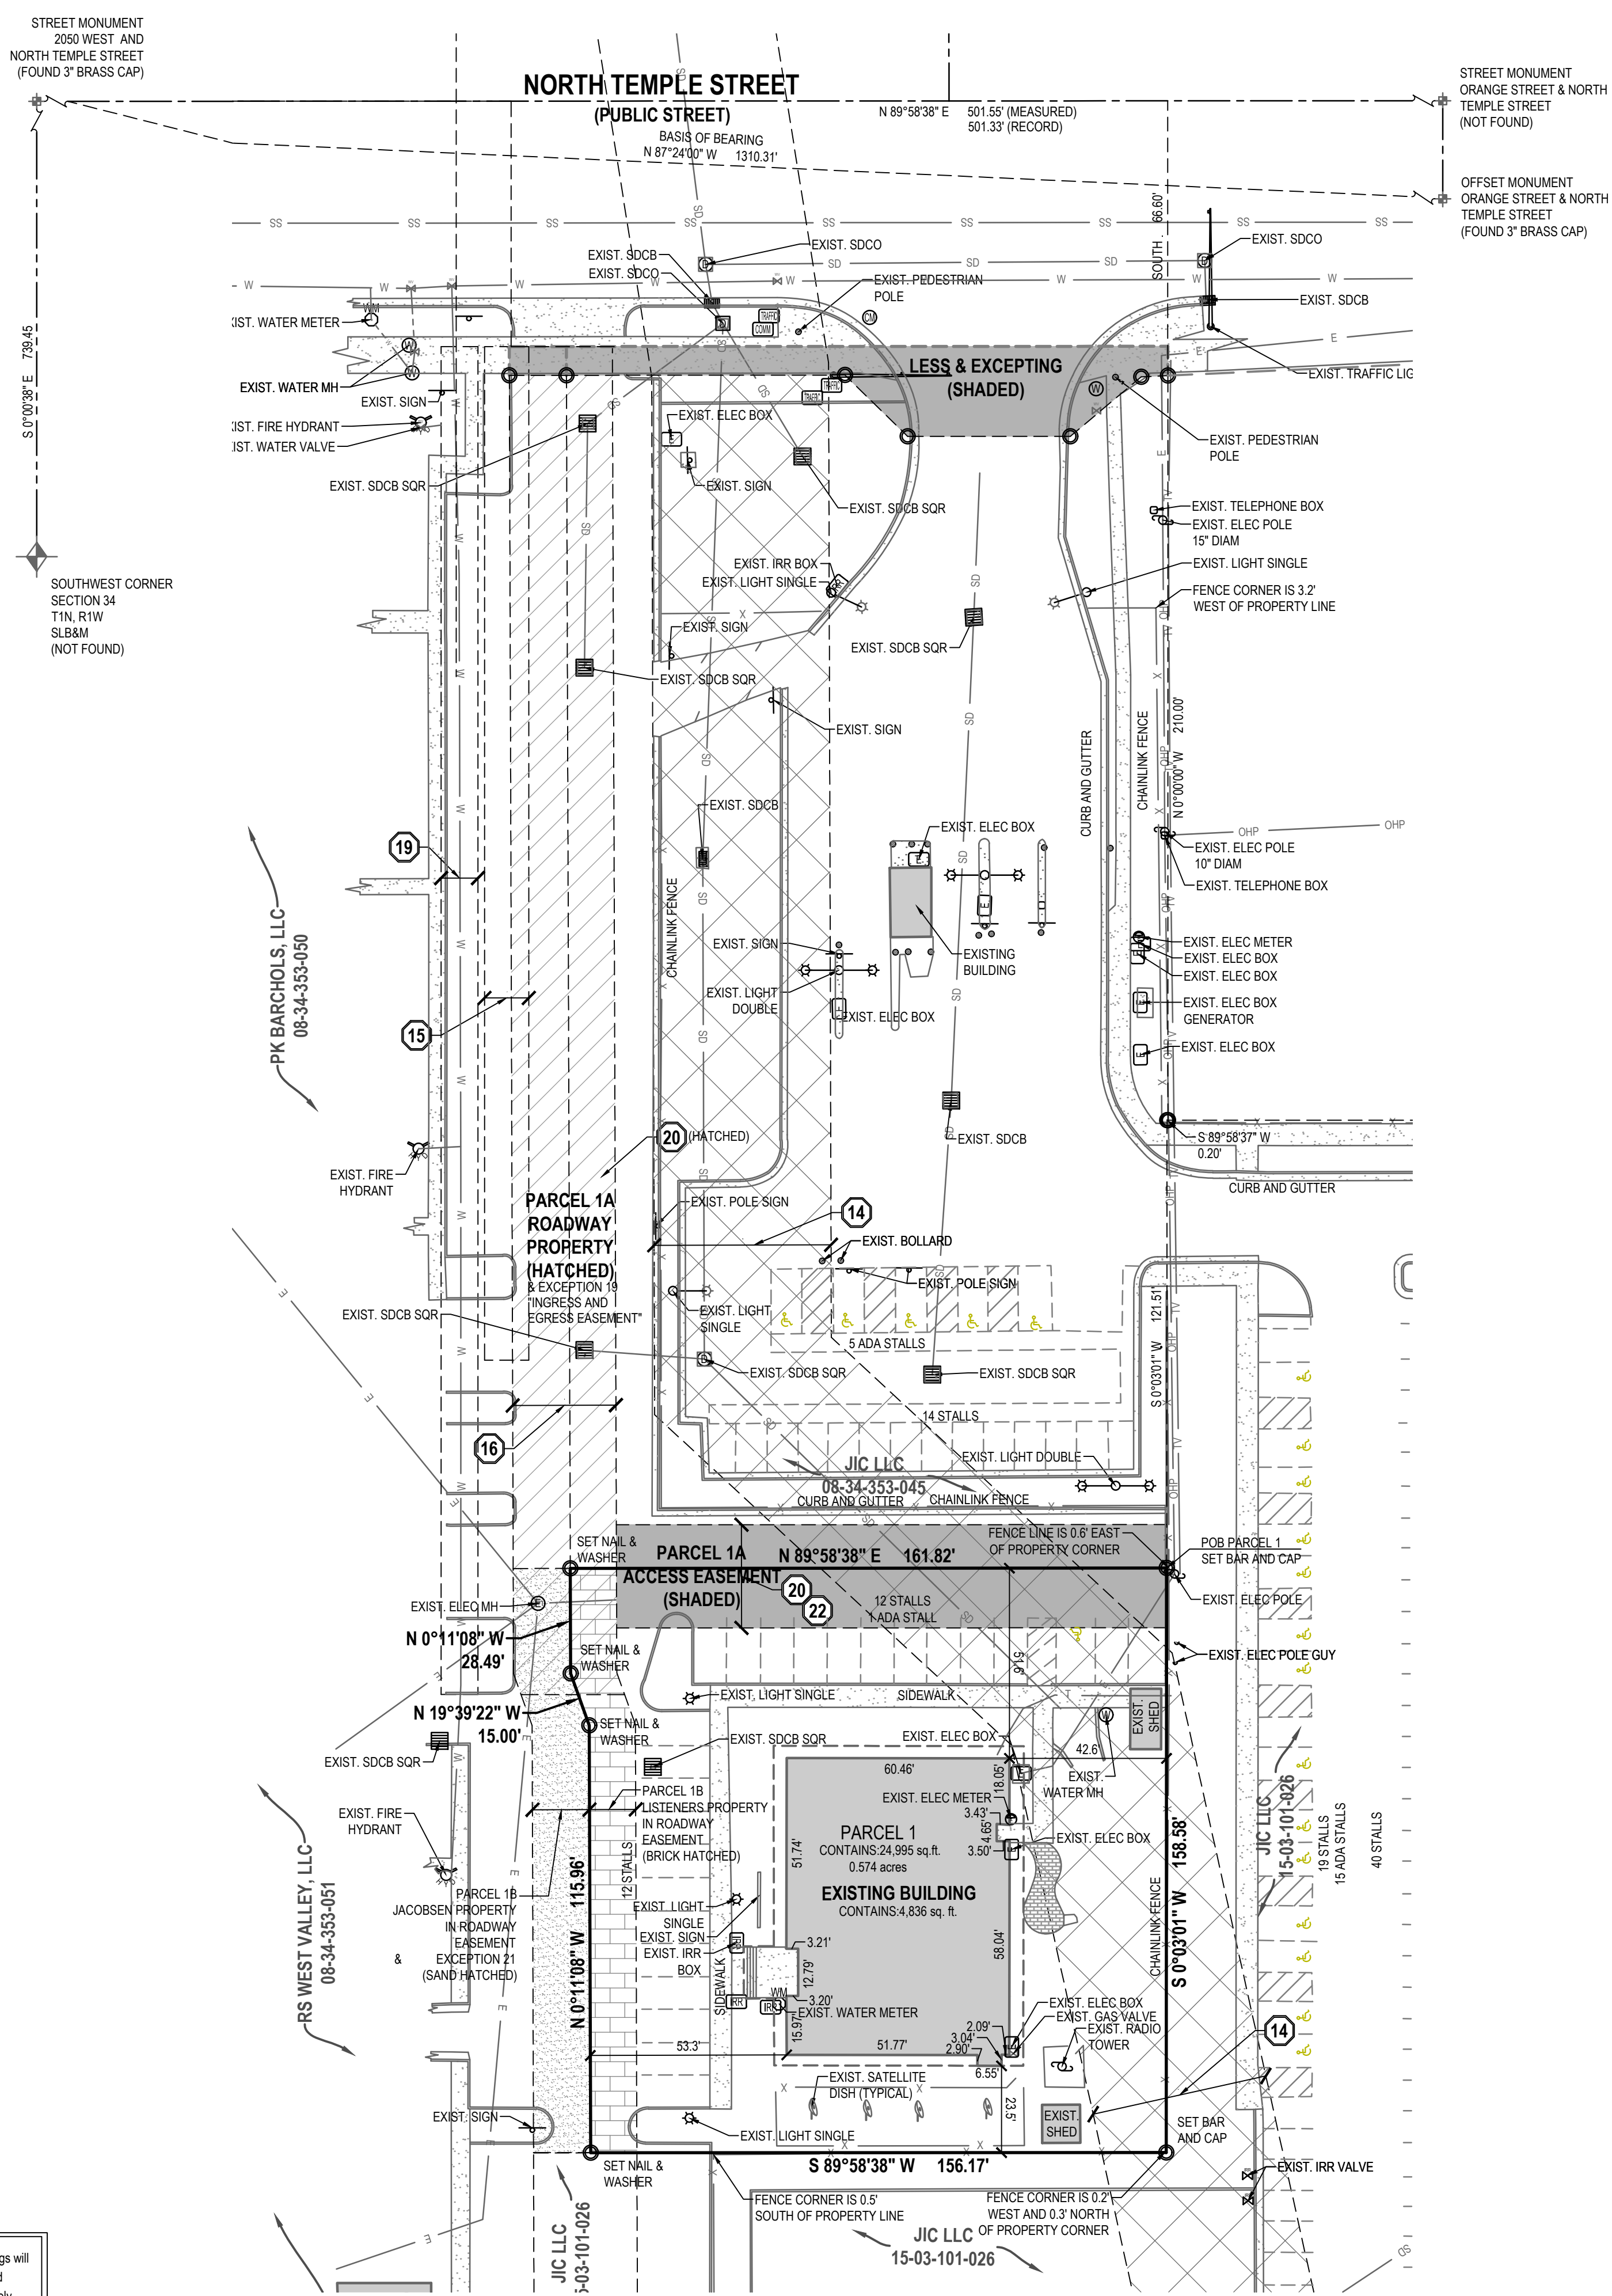 STREET MONUMENT
2050 WEST AND
NORTH TEMPLE STREET
(FOUND 3" BRASS CAP)
NORTH TEMPLE STREET
(PUBLIC STREET)
BASIS OF BEARING
N 87°24'00" W 1310.31'
N 89°58'38" E 501.55' (MEASURED)
501.33' (RECORD)
STREET MONUMENT
ORANGE STREET & NORTH
TEMPLE STREET
(NOT FOUND)
OFFSET MONUMENT
ORANGE STREET & NORTH
TEMPLE STREET
(FOUND 3" BRASS CAP)
SOUTH 66.60'
S 0°00'38" E 739.45
SOUTHWEST CORNER
SECTION 34
T1N, R1W
SLB&M
(NOT FOUND)
EXIST. SDCB
EXIST. SDCO
EXIST. SDCO
EXIST. PEDESTRIAN
POLE
EXIST. SDCO
EXIST. SDCB
XIST. WATER METER
EXIST. WATER MH
EXIST. SIGN
XIST. FIRE HYDRANT
IST. WATER VALVE
EXIST. SDCB SQR
TRAFFIC
COMM
CM
LESS & EXCEPTING
(SHADED)
EXIST. TRAFFIC LIG
EXIST. ELEC BOX
EXIST. SIGN
EXIST. SDCB SQR
EXIST. PEDESTRIAN
POLE
EXIST. TELEPHONE BOX
EXIST. ELEC POLE
15" DIAM
EXIST. LIGHT SINGLE
FENCE CORNER IS 3.2'
WEST OF PROPERTY LINE
EXIST. IRR BOX
EXIST. LIGHT SINGLE
EXIST. SIGN
EXIST. SDCB SQR
EXIST. SDCB SQR
EXIST. SIGN
CURB AND GUTTER
CHAINLINK FENCE
N 0°00'00" W 210.00'
EXIST. SDCB
EXIST. ELEC BOX
OHP
OHP
EXIST. ELEC POLE
10" DIAM
EXIST. TELEPHONE BOX
19
PK BARCHOLS, LLC
08-34-353-050
CHAINLINK FENCE
EXIST. SIGN
EXIST. LIGHT
DOUBLE
EXIST. ELEC BOX
EXISTING
BUILDING
EXIST. ELEC METER
EXIST. ELEC BOX
EXIST. ELEC BOX
EXIST. ELEC BOX
GENERATOR
EXIST. ELEC BOX
15
20 (HATCHED)
EXIST. SDCB
S 89°58'37" W
0.20'
CURB AND GUTTER
EXIST. FIRE
HYDRANT
PARCEL 1A
ROADWAY
PROPERTY
(HATCHED)
& EXCEPTION 19
"INGRESS AND
EGRESS EASEMENT"
EXIST. POLE SIGN
14
EXIST. BOLLARD
EXIST. POLE SIGN
EXIST. SDCB SQR
EXIST. LIGHT
SINGLE
5 ADA STALLS
EXIST. SDCB SQR
EXIST. SDCB SQR
S 0°03'01" W 121.51'
14 STALLS
16
JIC LLC
08-34-353-045
EXIST. LIGHT DOUBLE
CURB AND GUTTER
CHAINLINK FENCE
SET NAIL &
WASHER
PARCEL 1A
ACCESS EASEMENT
(SHADED)
N 89°58'38" E 161.82'
FENCE LINE IS 0.6' EAST
OF PROPERTY CORNER
POB PARCEL 1
SET BAR AND CAP
EXIST. ELEC POLE
20
22
12 STALLS
1 ADA STALL
EXIST. ELEC MH
N 0°11'08" W
28.49'
SET NAIL &
WASHER
51.6'
EXIST. ELEC POLE GUY
N 19°39'22" W
15.00'
EXIST. LIGHT SINGLE
SIDEWALK
EXIST.
SHED
SET NAIL &
WASHER
EXIST. SDCB SQR
EXIST. ELEC BOX
42.6'
EXIST.
WATER MH
EXIST. SDCB SQR
60.46'
18.05'
EXIST. ELEC METER
3.43'
4.65'
3.50'
EXIST. ELEC BOX
PARCEL 1B
LISTENERS PROPERTY
IN ROADWAY
EASEMENT
(BRICK HATCHED)
51.74'
PARCEL 1
CONTAINS:24,995 sq.ft.
0.574 acres
EXISTING BUILDING
CONTAINS:4,836 sq. ft.
EXIST. FIRE
HYDRANT
RS WEST VALLEY, LLC
08-34-353-051
PARCEL 1B
JACOBSEN PROPERTY
IN ROADWAY
EASEMENT
& EXCEPTION 21
(SAND HATCHED)
12 STALLS
N 0°11'08" W 115.96'
EXIST. LIGHT
SINGLE
EXIST. SIGN
EXIST. IRR
BOX
SIDEWALK
IRR
3.21'
12.79'
3.20'
WM
EXIST. WATER METER
15.97'
53.3'
51.77'
58.04'
2.09'
3.04'
2.90'
6.55'
23.5'
EXIST. ELEC BOX
EXIST. GAS VALVE
EXIST. RADIO
TOWER
CHAINLINK FENCE
S 0°03'01" W 158.58'
JIC LLC
15-03-101-026
19 STALLS
15 ADA STALLS
40 STALLS
14
EXIST. SATELLITE
DISH (TYPICAL)
EXIST.
SHED
SET BAR
AND CAP
EXIST. SIGN
EXIST. LIGHT SINGLE
SET NAIL &
WASHER
S 89°58'38" W 156.17'
EXIST. IRR VALVE
FENCE CORNER IS 0.5'
SOUTH OF PROPERTY LINE
FENCE CORNER IS 0.2'
WEST AND 0.3' NORTH
OF PROPERTY CORNER
JIC LLC
15-03-101-026
JIC LLC
5-03-101-026
gs will
d